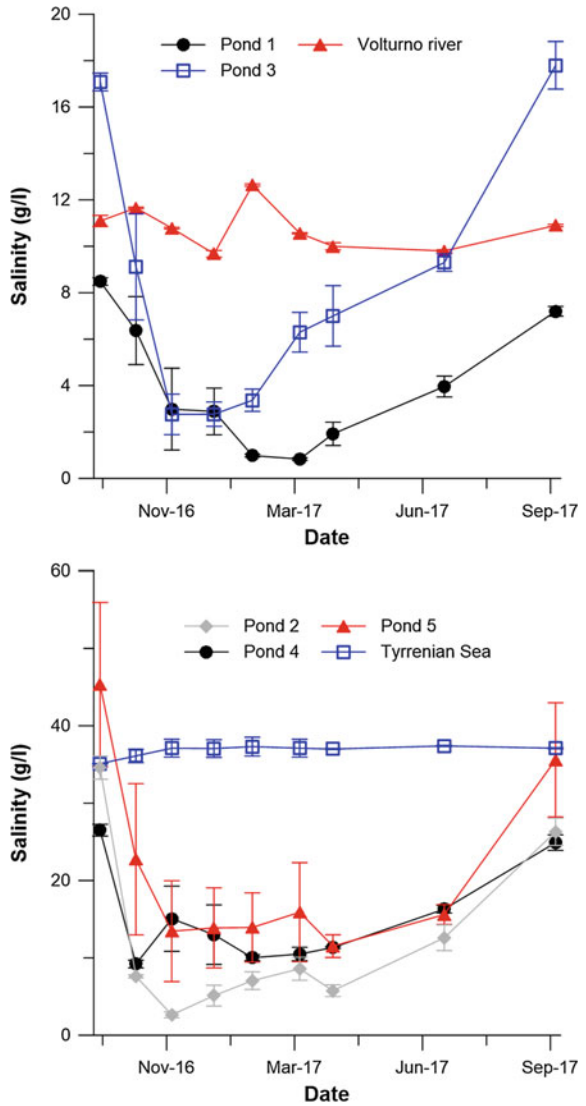 20
16
12
8
4
0
Salinity (g/l)
Pond 1
Volturno river
Pond 3
Nov-16
Mar-17
Jun-17
Sep-17
Date
60
40
20
0
Salinity (g/l)
Pond 2
Pond 5
Pond 4
Tyrrenian Sea
Nov-16
Mar-17
Jun-17
Sep-17
Date